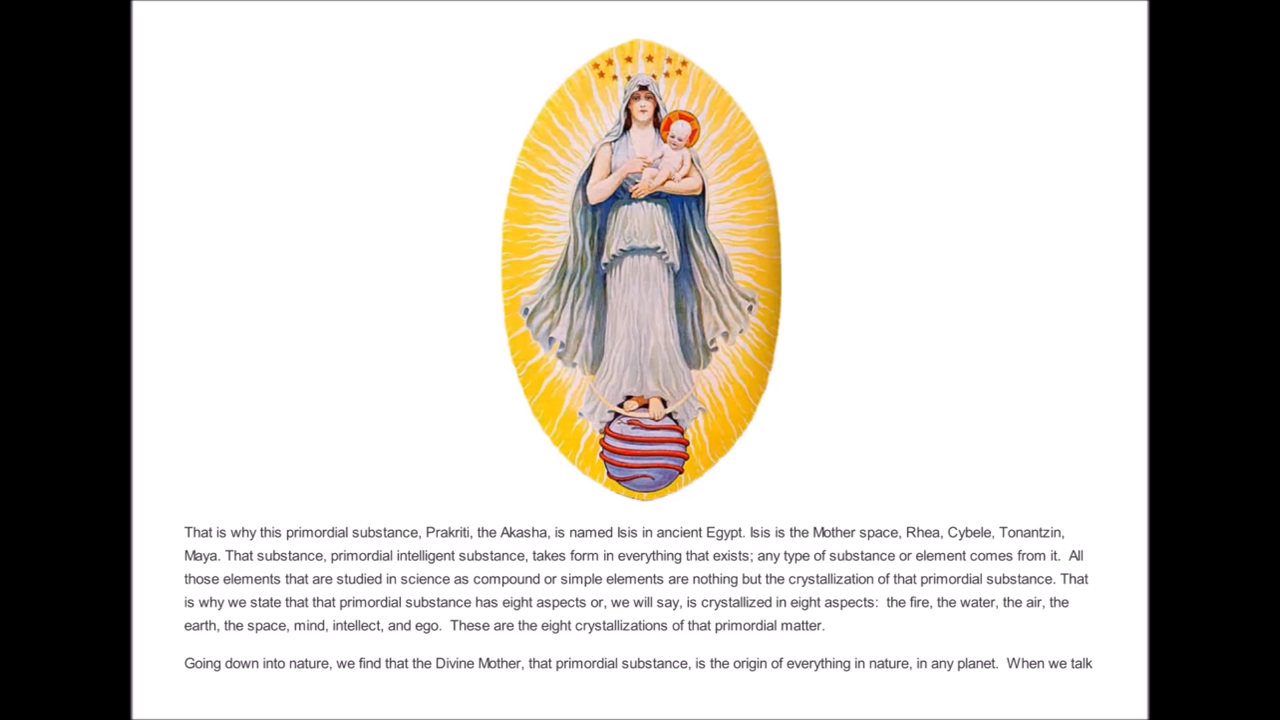 That is why this primordial substance, Prakriti, the Akasha, is named Isis in ancient Egypt. Isis is the Mother space, Rhea, Cybele, Tonantzin,
Maya. That substance, primordial intelligent substance, takes form in everything that exists; any type of substance or element comes from it.  All
those elements that are studied in science as compound or simple elements are nothing but the crystallization of that primordial substance. That
is why we state that that primordial substance has eight aspects or, we will say, is crystallized in eight aspects:  the fire, the water, the air, the
earth, the space, mind, intellect, and ego.  These are the eight crystallizations of that primordial matter.
Going down into nature, we find that the Divine Mother, that primordial substance, is the origin of everything in nature, in any planet.  When we talk